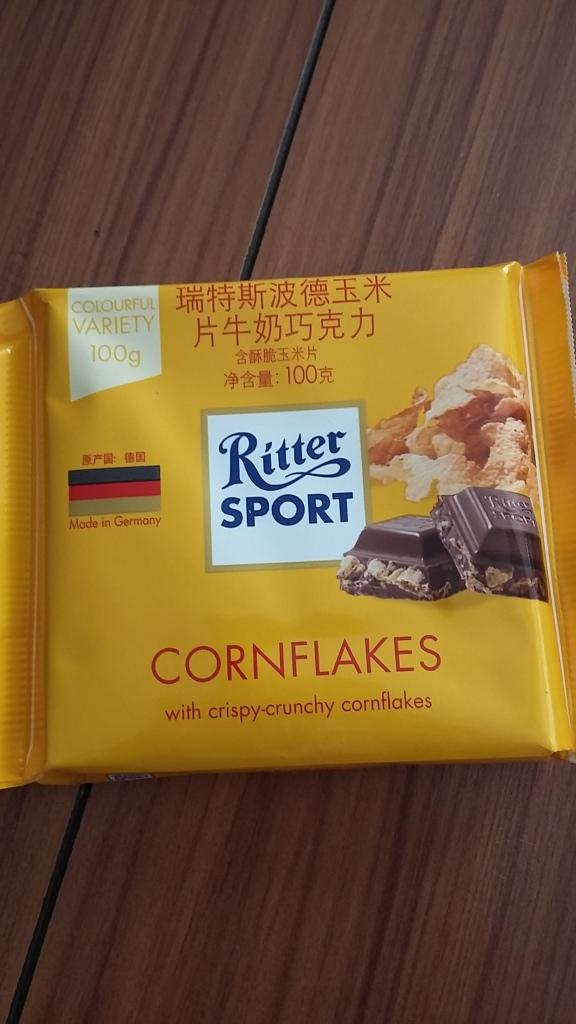 COLOURFUL
VARIETY
100g
瑞特斯波德玉米
片牛奶巧克力
含酥脆玉米片
净含量: 100克
原产国: 德国
Made in Germany
Ritter
SPORT
Ritter
SPORT
CORNFLAKES
with crispy-crunchy cornflakes